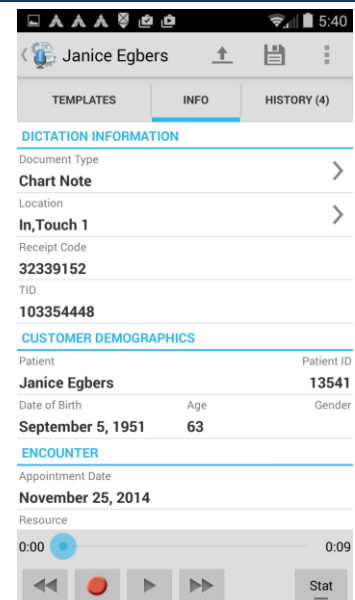 5:40
Janice Egbers
TEMPLATES INFO HISTORY (4)
DICTATION INFORMATION
Document Type
Chart Note
Location
In,Touch 1
Receipt Code
32339152
TID
103354448
CUSTOMER DEMOGRAPHICS
Patient Patient ID
Janice Egbers 13541
Date of Birth Age Gender
September 5, 1951 63
ENCOUNTER
Appointment Date
November 25, 2014
Resource
0:00 0:09
Stat